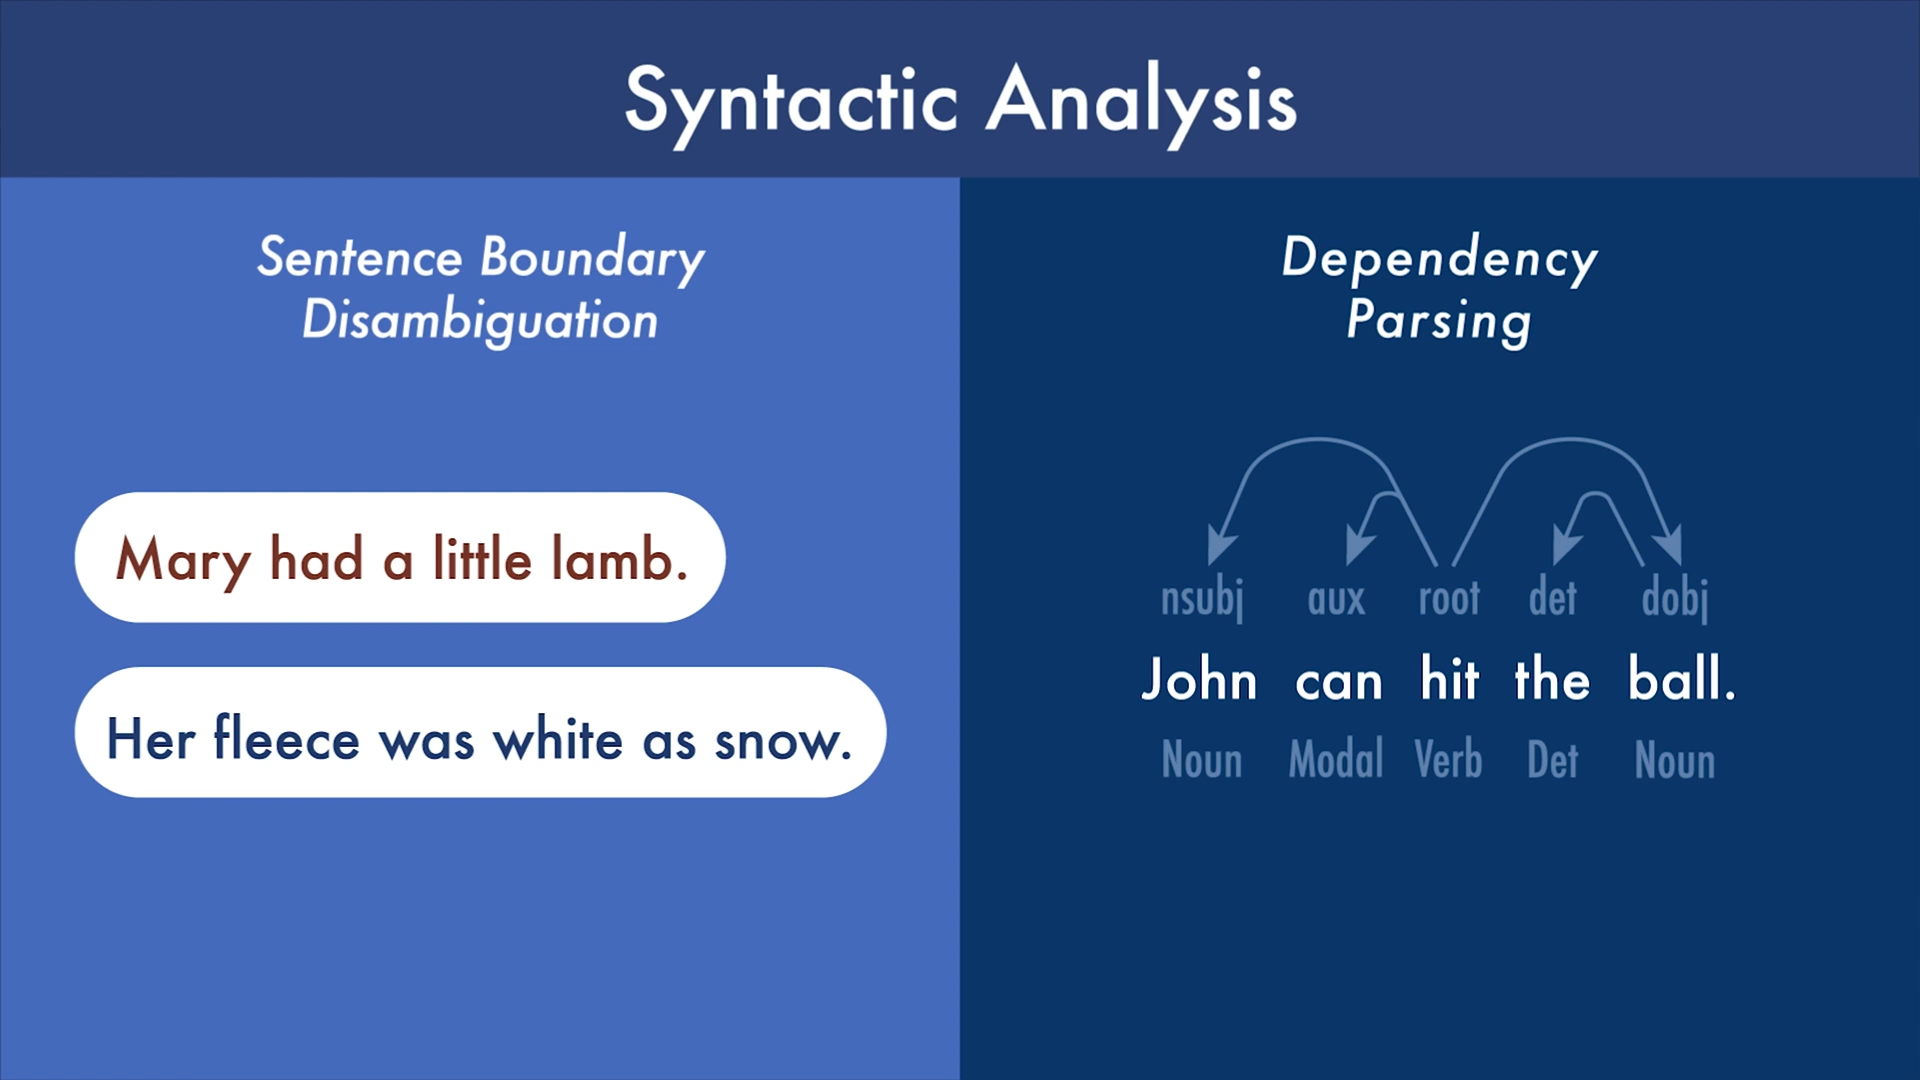 Syntactic Analysis
Sentence Boundary
Disambiguation
Mary had a little lamb.
Her fleece was white as snow.
Dependency
Parsing
nsubj aux root det dobj
John can hit the ball.
Noun Modal Verb Det Noun